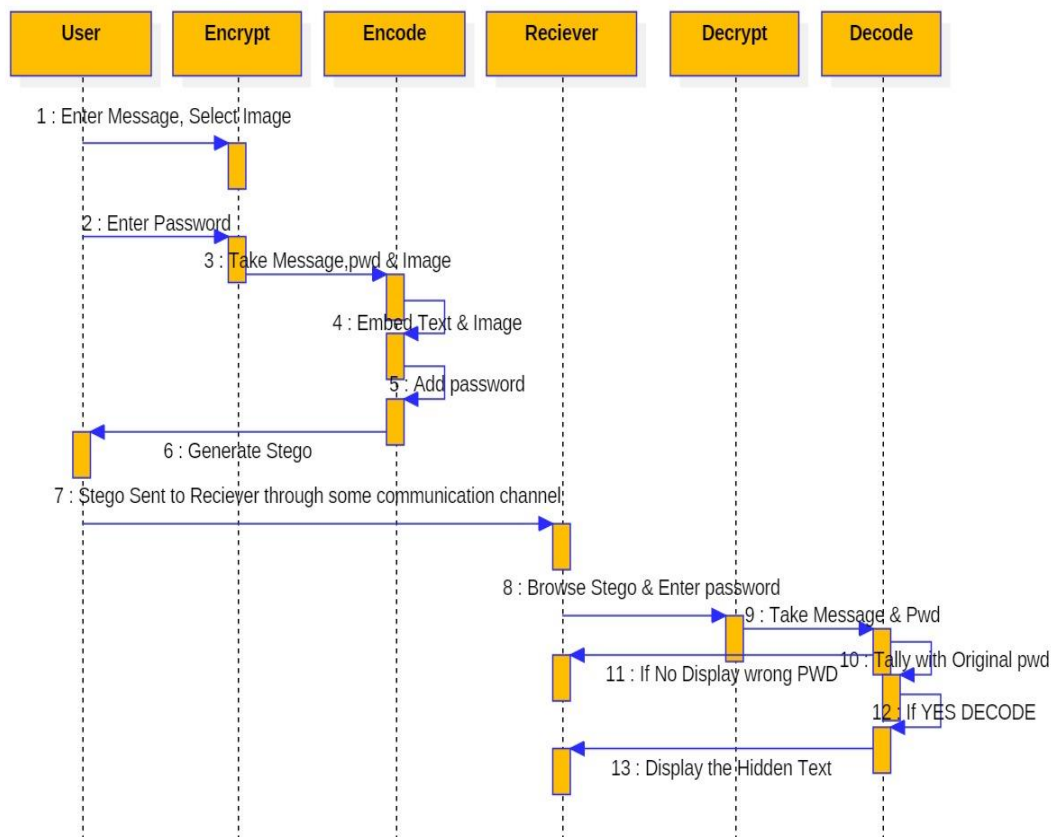 User
Encrypt
Encode
Reciever
Decrypt
Decode
1 : Enter Message, Select Image
2 : Enter Password
3 : Take Message,pwd & Image
4 : Embed Text & Image
5 : Add password
6 : Generate Stego
7 : Stego Sent to Reciever through some communication channel
8 : Browse Stego & Enter password
9 : Take Message & Pwd
10 : Tally with Original pwd
11 : If No Display wrong PWD
12 : If YES DECODE
13 : Display the Hidden Text